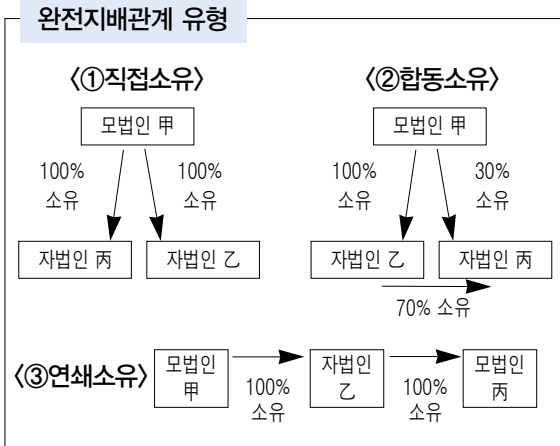 완전지배관계 유형
〈①직접소유〉
모법인 甲
100% 소유
100% 소유
자법인 丙
자법인 乙
〈②합동소유〉
모법인 甲
100% 소유
30% 소유
자법인 乙
자법인 丙
70% 소유
〈③연쇄소유〉
모법인 甲
100% 소유
자법인 乙
100% 소유
모법인 丙